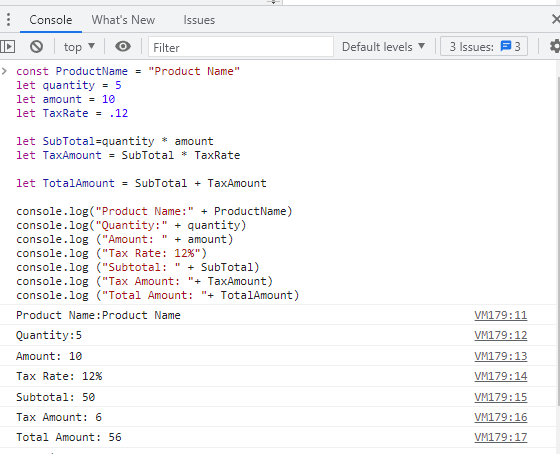 Console What's New Issues
top ▼ Filter Default levels ▼ 3 Issues: 3
> const ProductName = "Product Name"
let quantity = 5
let amount = 10
let TaxRate = .12
let SubTotal=quantity * amount
let TaxAmount = SubTotal * TaxRate
let TotalAmount = SubTotal + TaxAmount
console.log("Product Name:" + ProductName)
console.log("Quantity:" + quantity)
console.log ("Amount: " + amount)
console.log ("Tax Rate: 12%")
console.log ("Subtotal: " + SubTotal)
console.log ("Tax Amount: "+ TaxAmount)
console.log ("Total Amount: "+ TotalAmount)
Product Name:Product Name VM179:11
Quantity:5 VM179:12
Amount: 10 VM179:13
Tax Rate: 12% VM179:14
Subtotal: 50 VM179:15
Tax Amount: 6 VM179:16
Total Amount: 56 VM179:17